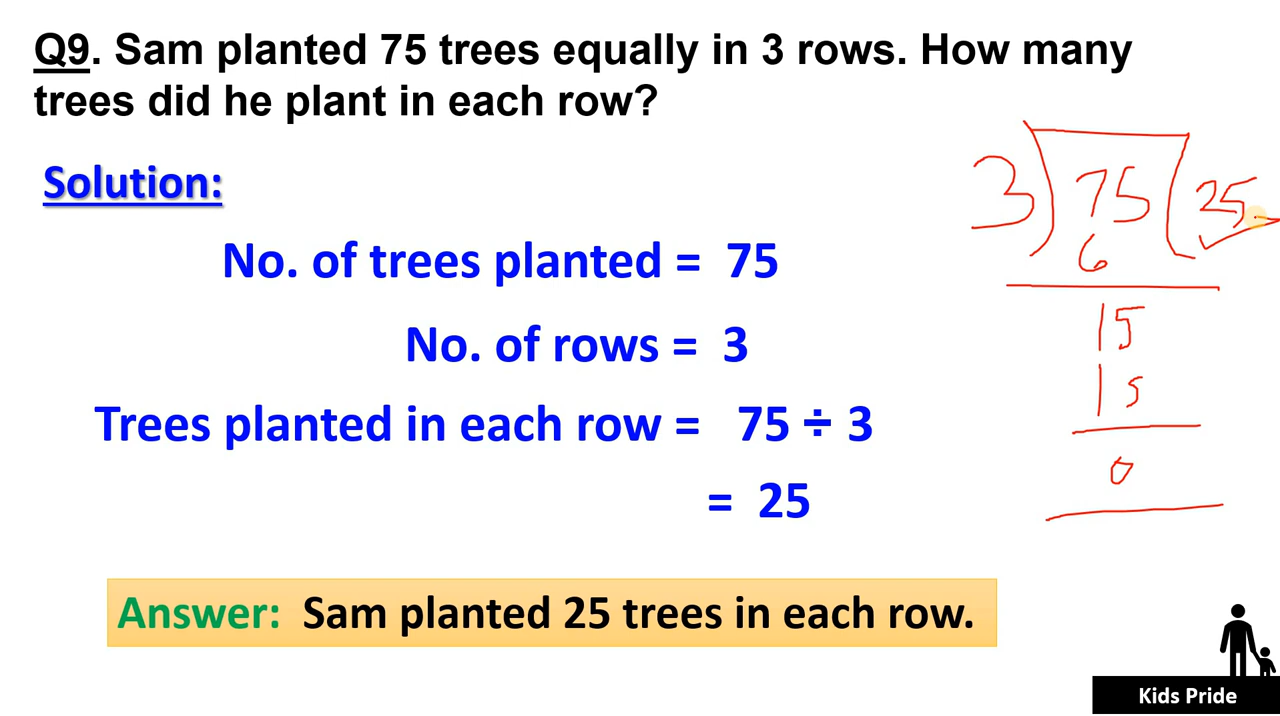 Q9. Sam planted 75 trees equally in 3 rows. How many
trees did he plant in each row?
Solution:
No. of trees planted = 75
No. of rows = 3
Trees planted in each row = 75 ÷ 3
= 25
Answer: Sam planted 25 trees in each row.
3) 75 (25
6
15
15
0
Kids Pride